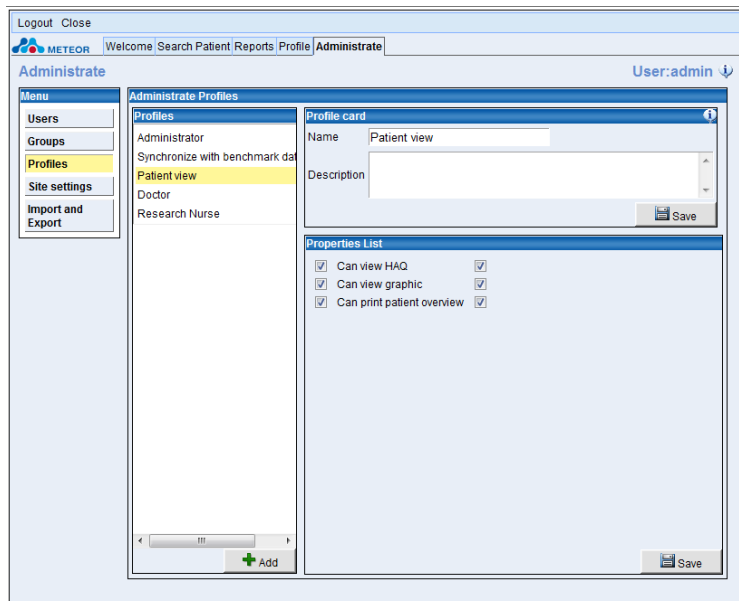 Logout Close
METEOR Welcome Search Patient Reports Profile Administrate
Administrate User:admin
Menu
Users
Groups
Profiles
Site settings
Import and
Export
Administrate Profiles
Profiles
Administrator
Synchronize with benchmark dat
Patient view
Doctor
Research Nurse
Add
Profile card
Name Patient view
Description
Save
Properties List
Can view HAQ
Can view graphic
Can print patient overview
Save